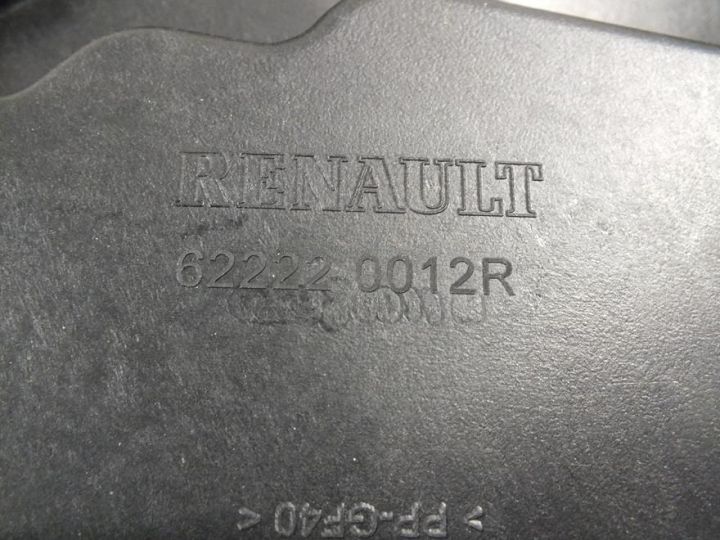 RENAULT
62222 0012R
> PP-GF40 <